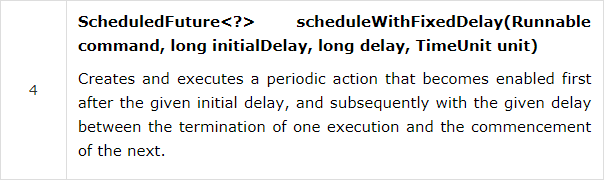 ScheduledFuture<?> scheduleWithFixedDelay(Runnable
command, long initialDelay, long delay, TimeUnit unit)
4
Creates and executes a periodic action that becomes enabled first
after the given initial delay, and subsequently with the given delay
between the termination of one execution and the commencement
of the next.